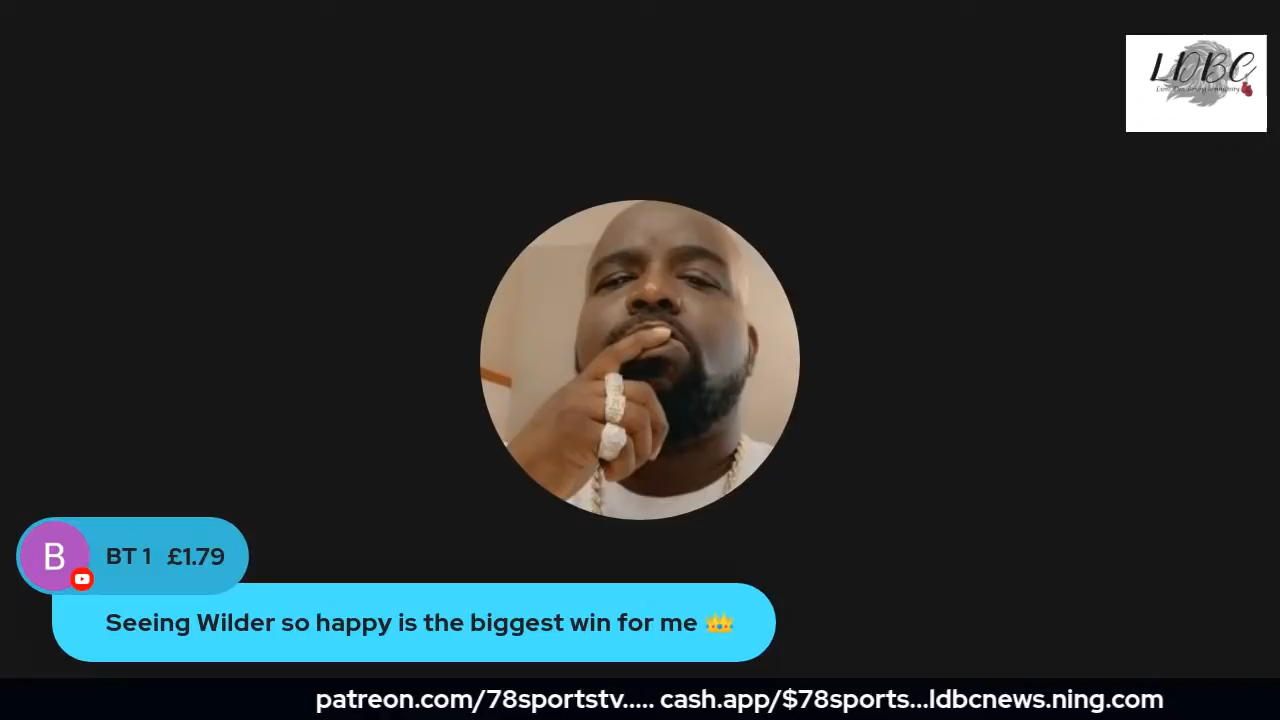 LDBC
B
BT 1 £1.79
Seeing Wilder so happy is the biggest win for me 👑
patreon.com/78sportstv..... cash.app/$78sports...ldbcnews.ning.com